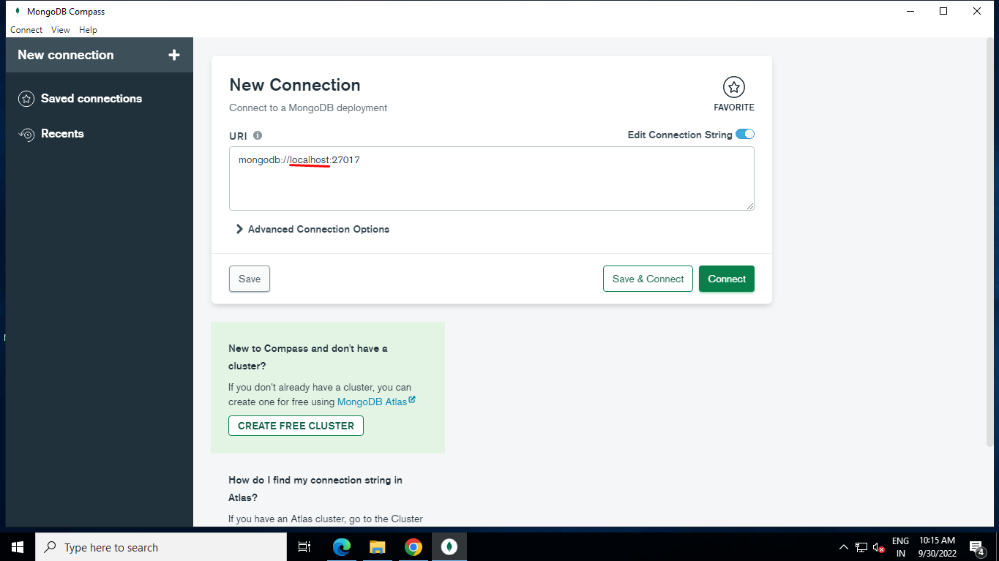 MongoDB Compass
Connect View Help
New connection
Saved connections
Recents
New Connection
Connect to a MongoDB deployment
FAVORITE
URI
Edit Connection String
mongodb://localhost:27017
Advanced Connection Options
Save
Save & Connect
Connect
New to Compass and don't have a
cluster?
If you don't already have a cluster, you can
create one for free using MongoDB Atlas
CREATE FREE CLUSTER
How do I find my connection string in
Atlas?
If you have an Atlas cluster, go to the Cluster
Type here to search
ENG
IN
10:15 AM
9/30/2022
4